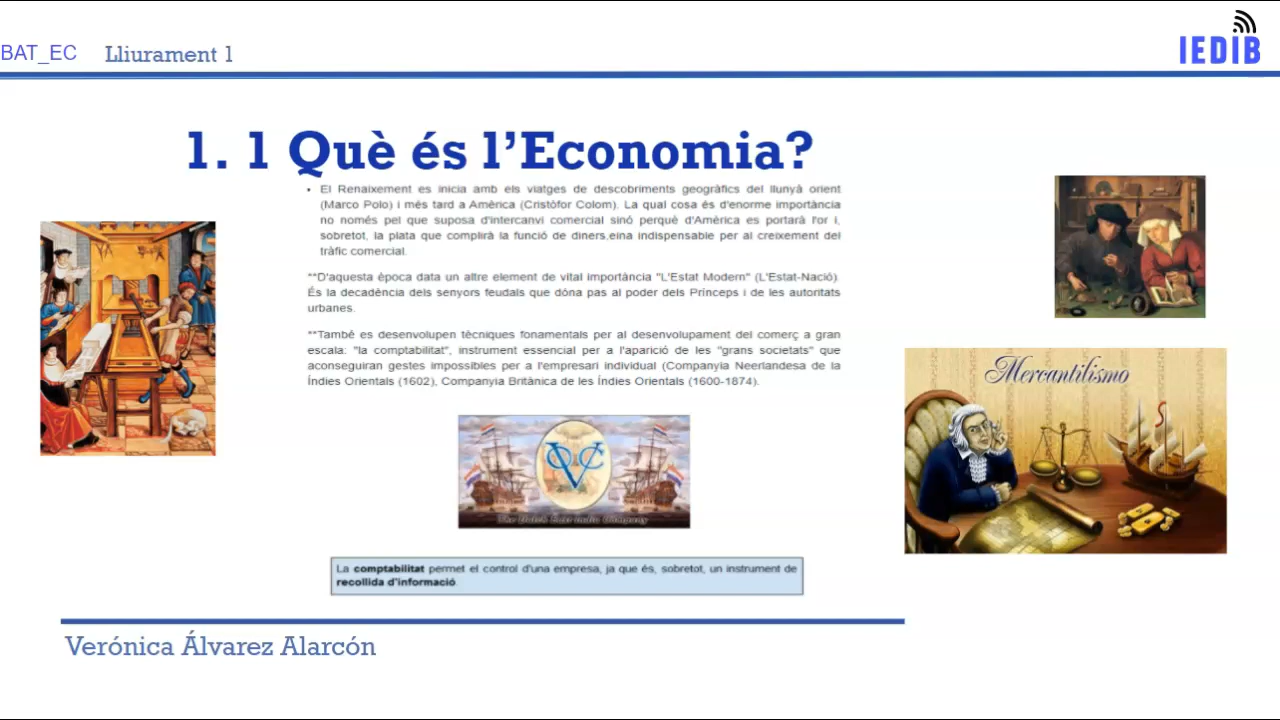 BAT_EC Lliurament 1
IEDIB
1. 1 Què és l'Economia?
• El Renaixement es inicia amb els viatges de descobriments geogràfics del llunyà orient
(Marco Polo) i més tard a Amèrica (Cristòfor Colom). La qual cosa és d'enorme importància
no només pel que suposa d'intercanvi comercial sinó perquè d'Amèrica es portarà l'or i,
sobretot, la plata que complirà la funció de diners,eina indispensable per al creixement del
tràfic comercial.
**D'aquesta època data un altre element de vital importància "L'Estat Modern" (L'Estat-Nació).
És la decadència dels senyors feudals que dóna pas al poder dels Prínceps i de les autoritats
urbanes.
**També es desenvolupen tècniques fonamentals per al desenvolupament del comerç a gran
escala: "la comptabilitat", instrument essencial per a l'aparició de les "grans societats" que
aconseguiran gestes impossibles per a l'empresari individual (Companyia Neerlandesa de la
Índies Orientals (1602), Companyia Britànica de les Índies Orientals (1600-1874).
Mercantilismo
VOC
The Dutch East India Company
La comptabilitat permet el control d'una empresa, ja que és, sobretot, un instrument de
recollida d'informació.
Verónica Álvarez Alarcón